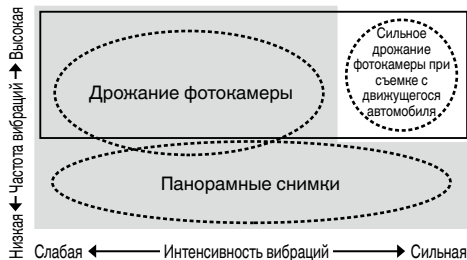 Низкая ← Частота вибраций → Высокая
Дрожание фотокамеры
Сильное
дрожание
фотокамеры при
съемке с
движущегося
автомобиля
Панорамные снимки
Слабая ← Интенсивность вибраций → Сильная